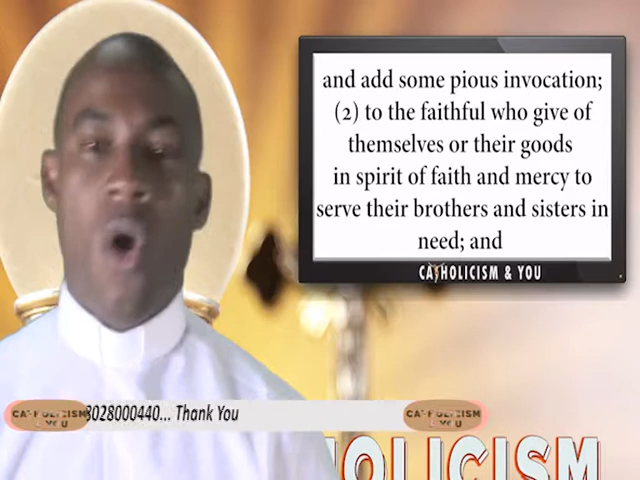 and add some pious invocation;
(2) to the faithful who give of
themselves or their goods
in spirit of faith and mercy to
serve their brothers and sisters in
need; and
CATHOLICISM & YOU
CATHOLICISM
& YOU
8028000440... Thank You
CATHOLICISM
& YOU
HOLICISM